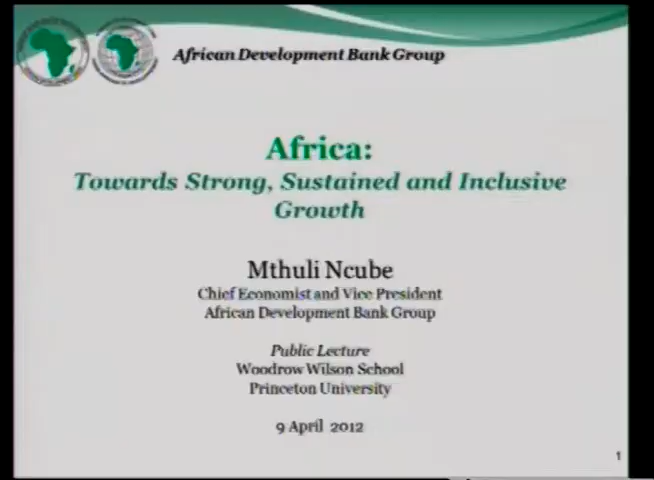 African Development Bank Group
Africa:
Towards Strong, Sustained and Inclusive
Growth
Mthuli Ncube
Chief Economist and Vice President
African Development Bank Group
Public Lecture
Woodrow Wilson School
Princeton University
9 April 2012
1